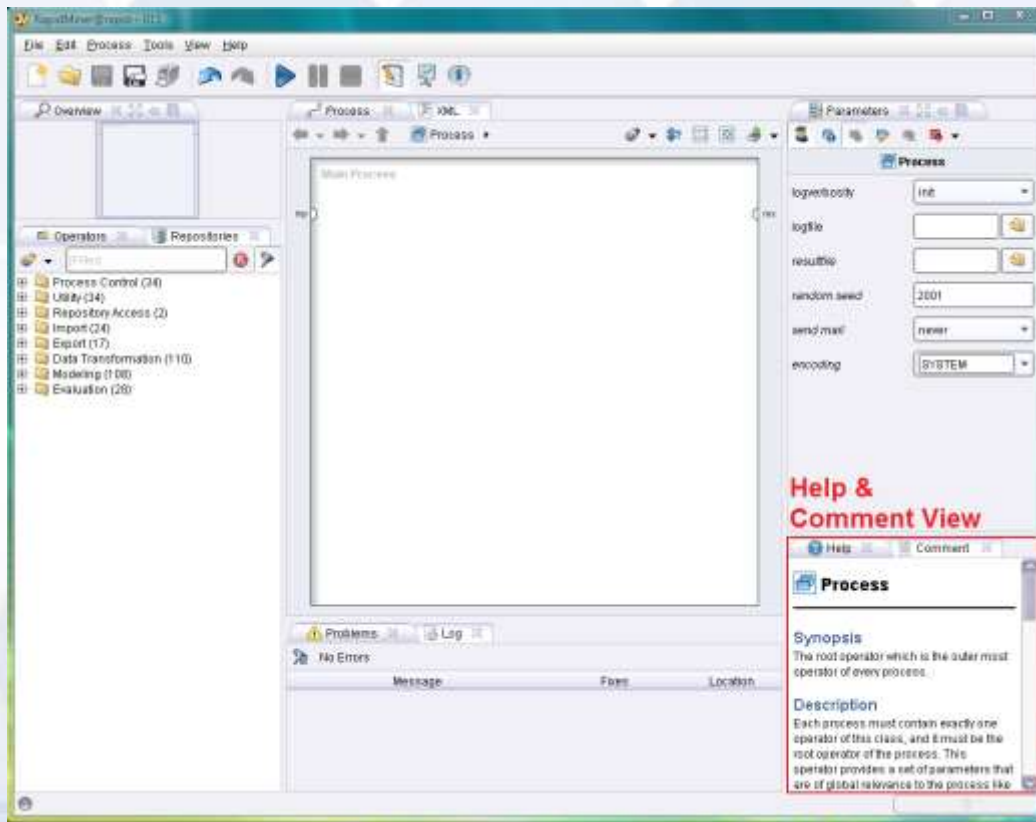 File Edit Process Tools View Help
Overview
Process XML
Parameters
Process
Process
Main Process
logverbosity init
logfile
resultfile
random seed 2001
send mail never
encoding SYSTEM
Operators Repositories
[Filter]
Process Control (34)
Utility (34)
Repository Access (2)
Import (24)
Export (17)
Data Transformation (110)
Modeling (108)
Evaluation (28)
Help &
Comment View
Help Comment
Process
Synopsis
The root operator which is the outer most
operator of every process.
Description
Each process must contain exactly one
operator of this class, and it must be the
root operator of the process. This
operator provides a set of parameters that
are of global relevance to the process like
Problems Log
No Errors
Message Fixes Location